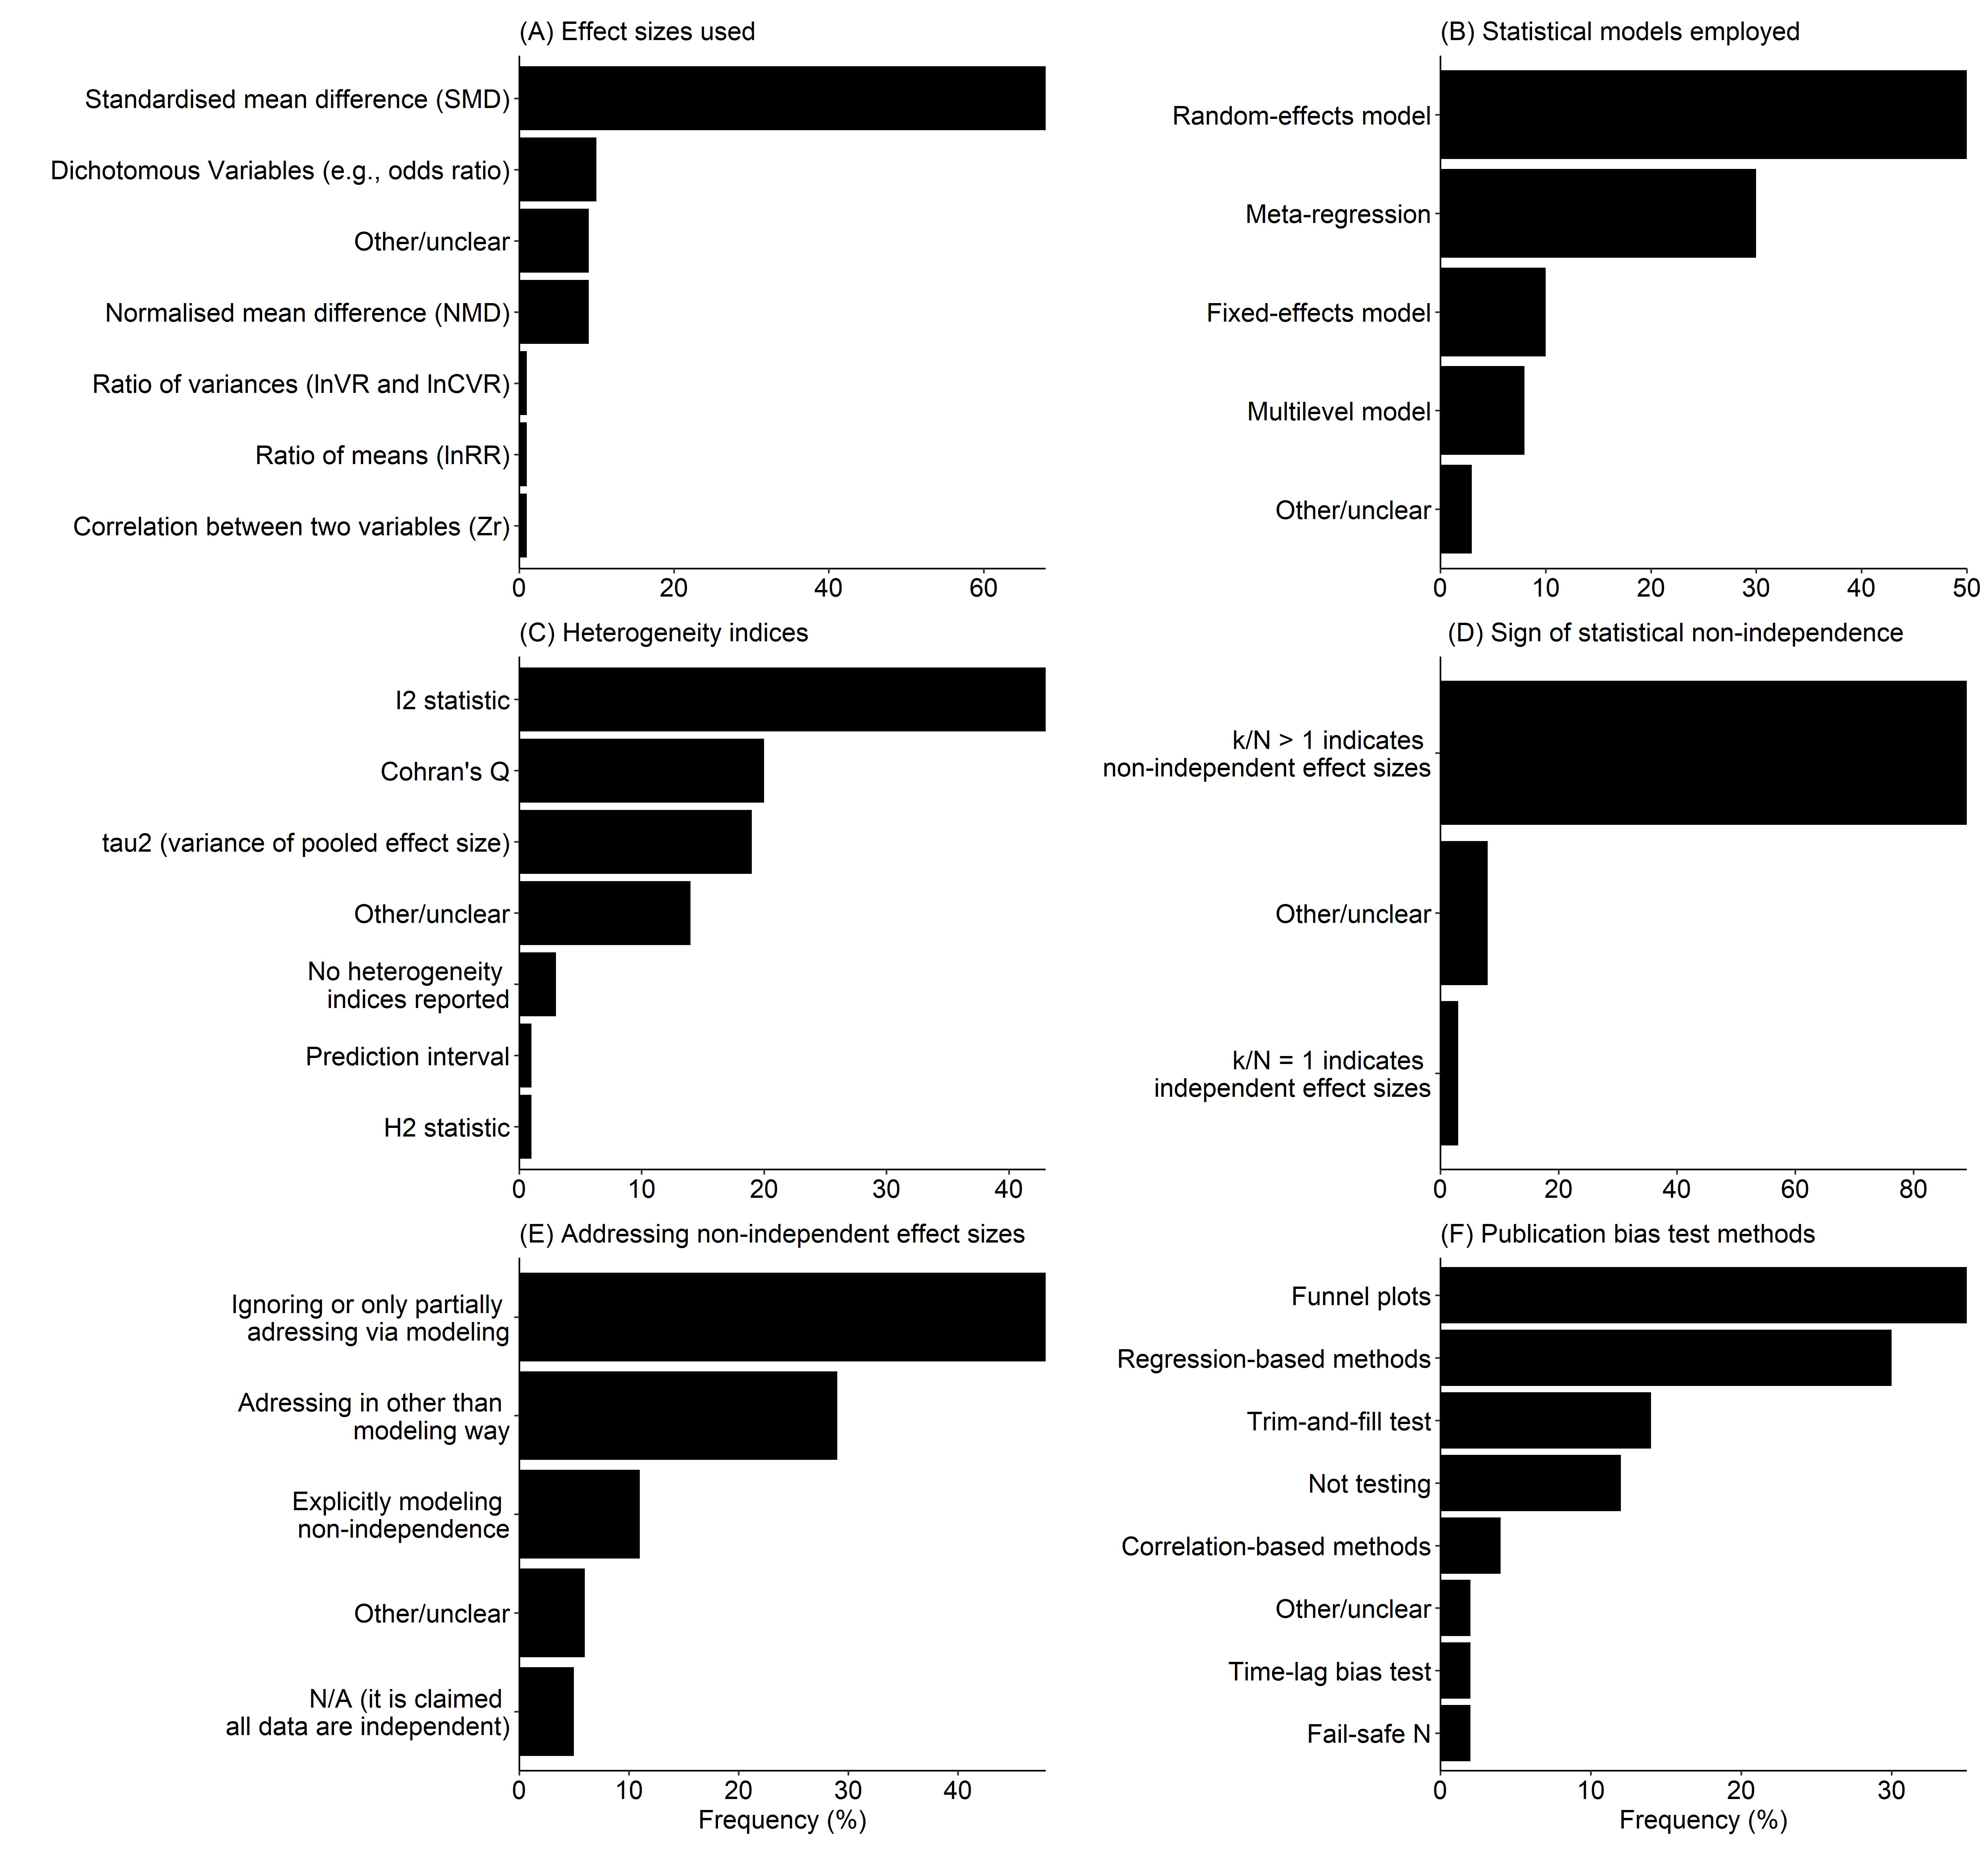 (A) Effect sizes used
Standardised mean difference (SMD)
Dichotomous Variables (e.g., odds ratio)
Other/unclear
Normalised mean difference (NMD)
Ratio of variances (lnVR and lnCVR)
Ratio of means (lnRR)
Correlation between two variables (Zr)
0 20 40 60
(B) Statistical models employed
Random-effects model
Meta-regression
Fixed-effects model
Multilevel model
Other/unclear
0 10 20 30 40 50
(C) Heterogeneity indices
I2 statistic
Cohran's Q
tau2 (variance of pooled effect size)
Other/unclear
No heterogeneity
indices reported
Prediction interval
H2 statistic
0 10 20 30 40
(D) Sign of statistical non-independence
k/N > 1 indicates
non-independent effect sizes
Other/unclear
k/N = 1 indicates
independent effect sizes
0 20 40 60 80
(E) Addressing non-independent effect sizes
Ignoring or only partially
adressing via modeling
Adressing in other than
modeling way
Explicitly modeling
non-independence
Other/unclear
N/A (it is claimed
all data are independent)
0 10 20 30 40
Frequency (%)
(F) Publication bias test methods
Funnel plots
Regression-based methods
Trim-and-fill test
Not testing
Correlation-based methods
Other/unclear
Time-lag bias test
Fail-safe N
0 10 20 30
Frequency (%)